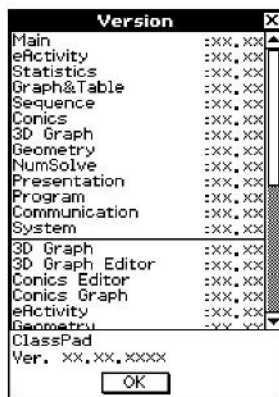 Version
Main :xx.xx
eActivity :xx.xx
Statistics :xx.xx
Graph&Table :xx.xx
Sequence :xx.xx
Conics :xx.xx
3D Graph :xx.xx
Geometry :xx.xx
NumSolve :xx.xx
Presentation :xx.xx
Program :xx.xx
Communication :xx.xx
System :xx.xx
3D Graph :xx.xx
3D Graph Editor :xx.xx
Conics Editor :xx.xx
Conics Graph :xx.xx
eActivity :xx.xx
Geometry :xx.xx
ClassPad
Ver. xx.xx.xxxx
OK